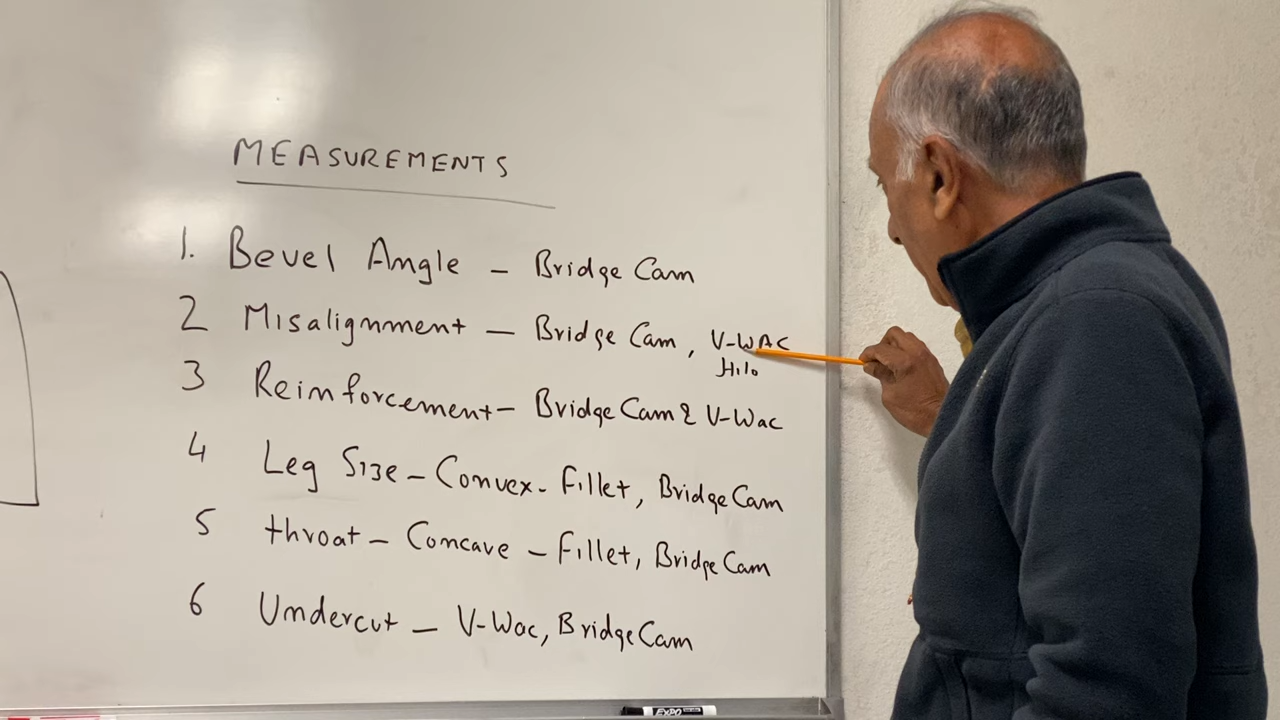 MEASUREMENTS
1. Bevel Angle - Bridge Cam
2 Misalignment - Bridge Cam, V-WAC
Hilo
3 Reinforcement - Bridge Cam & V-Wac
4 Leg Size - Convex - Fillet, Bridge Cam
5 throat - Concave - Fillet, Bridge Cam
6 Undercut - V-Wac, Bridge Cam
EXPO